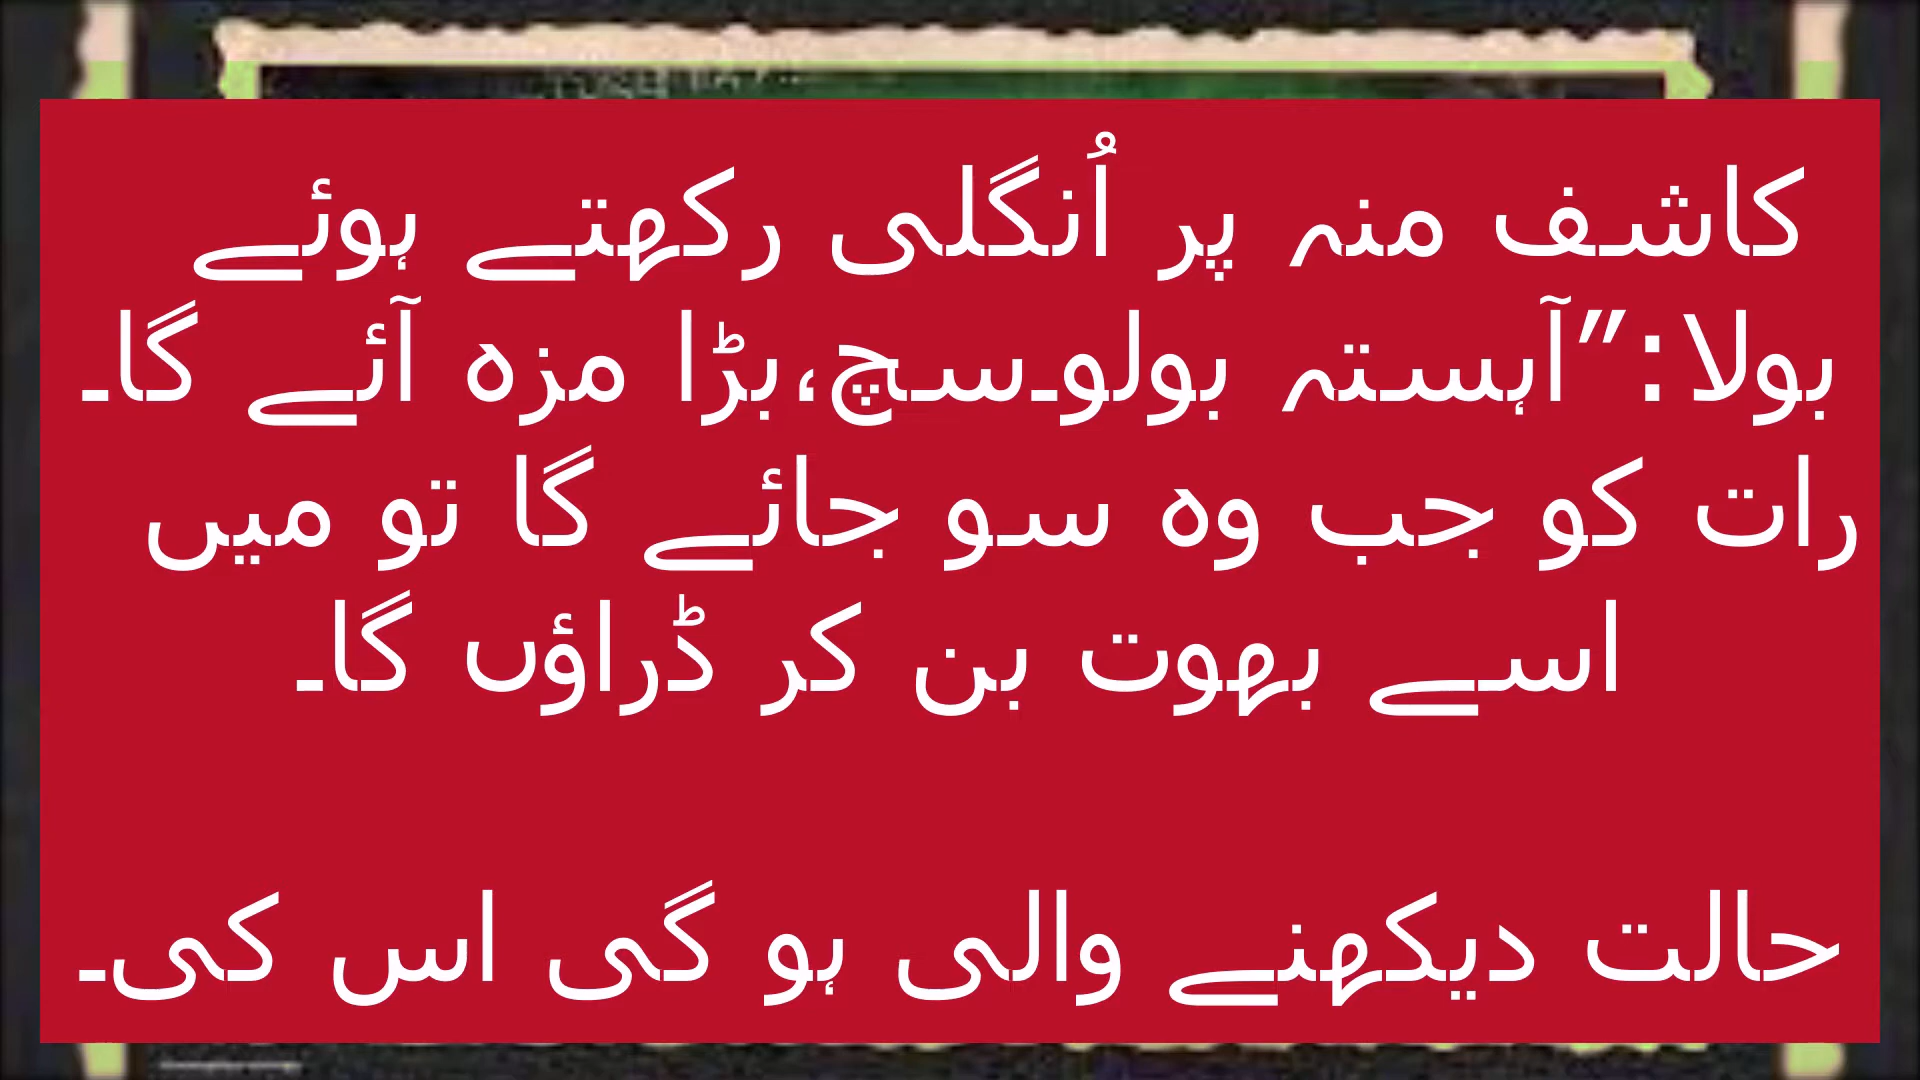 کاشف منہ پر اُنگلی رکھتے ہوئے
بولا:”آہستہ بولو۔سچ،بڑا مزہ آئے گا۔
رات کو جب وہ سو جائے گا تو میں
اسے بھوت بن کر ڈراؤں گا۔
حالت دیکھنے والی ہو گی اس کی۔